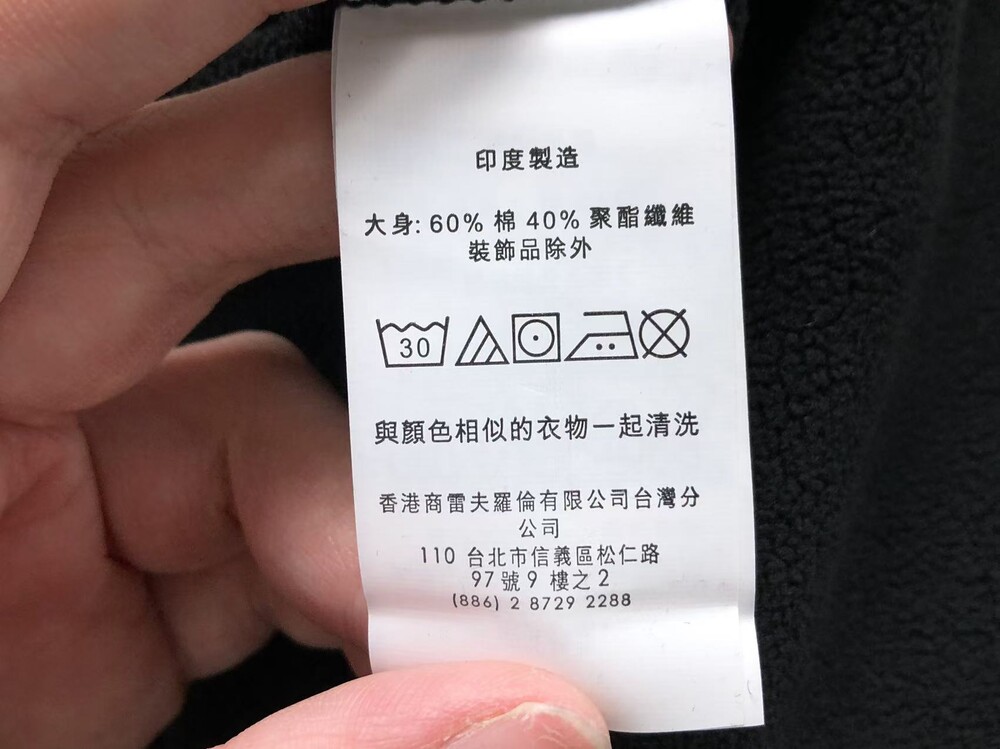 印度製造
大身: 60% 棉 40% 聚酯纖維
裝飾品除外
30
與顏色相似的衣物一起清洗
香港商雷夫羅倫有限公司台灣分
公司
110 台北市信義區松仁路
97 號 9 樓之 2
(886) 2 8729 2288